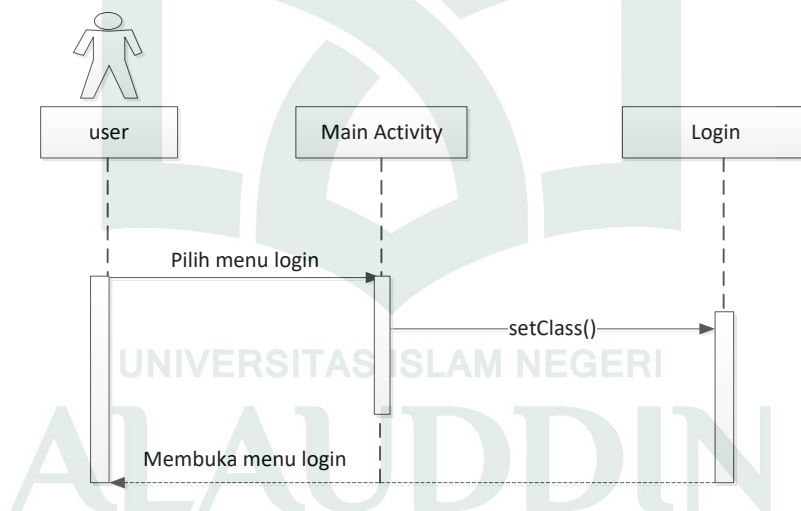 user
Main Activity
Login
Pilih menu login
setClass()
UNIVERSITAS ISLAM NEGERI
ALAUDDIN
Membuka menu login